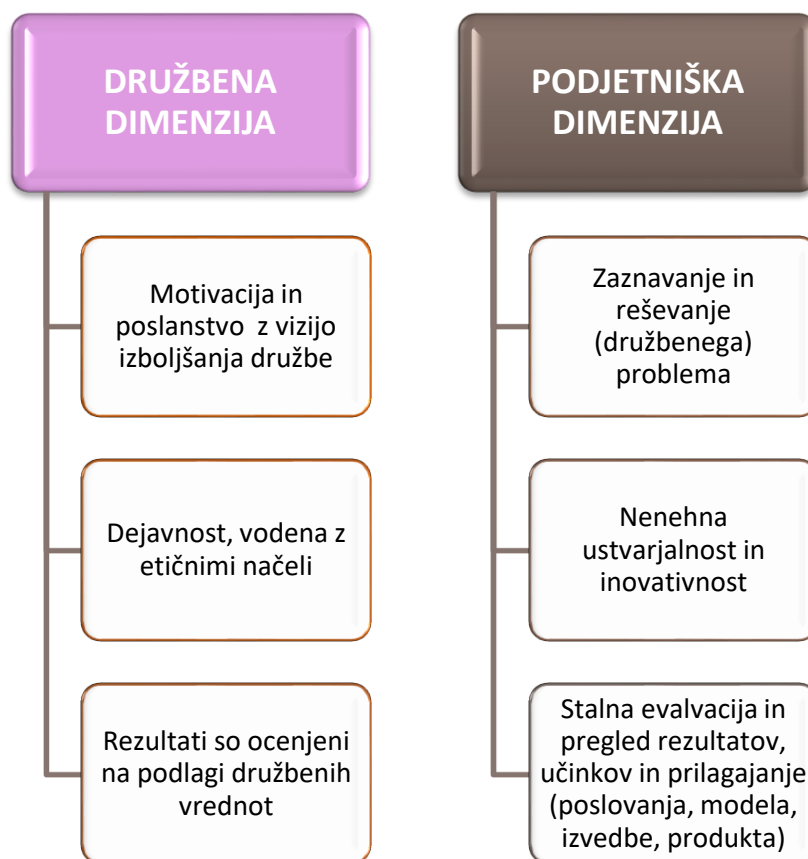 DRUŽBENA
DIMENZIJA
Motivacija in
poslanstvo z vizijo
izboljšanja družbe
Dejavnost, vodena z
etičnimi načeli
Rezultati so ocenjeni
na podlagi družbenih
vrednot
PODJETNIŠKA
DIMENZIJA
Zaznavanje in
reševanje
(družbenega)
problema
Nenehna
ustvarjalnost in
inovativnost
Stalna evalvacija in
pregled rezultatov,
učinkov in prilagajanje
(poslovanja, modela,
izvedbe, produkta)